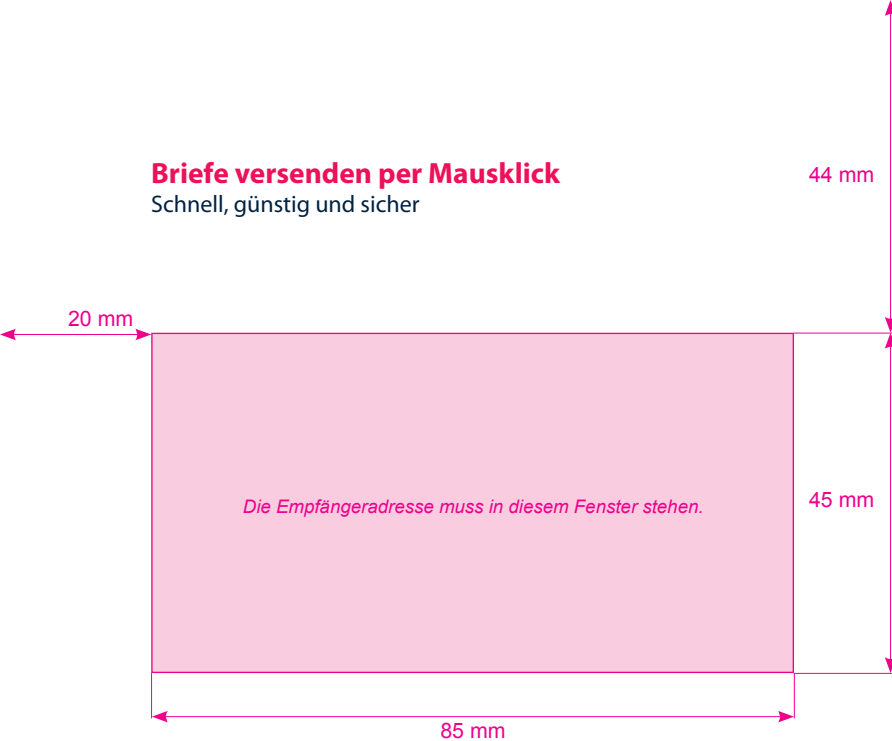 Briefe versenden per Mausklick
44 mm
Schnell, günstig und sicher
20 mm
Die Empfängeradresse muss in diesem Fenster stehen.
45 mm
85 mm